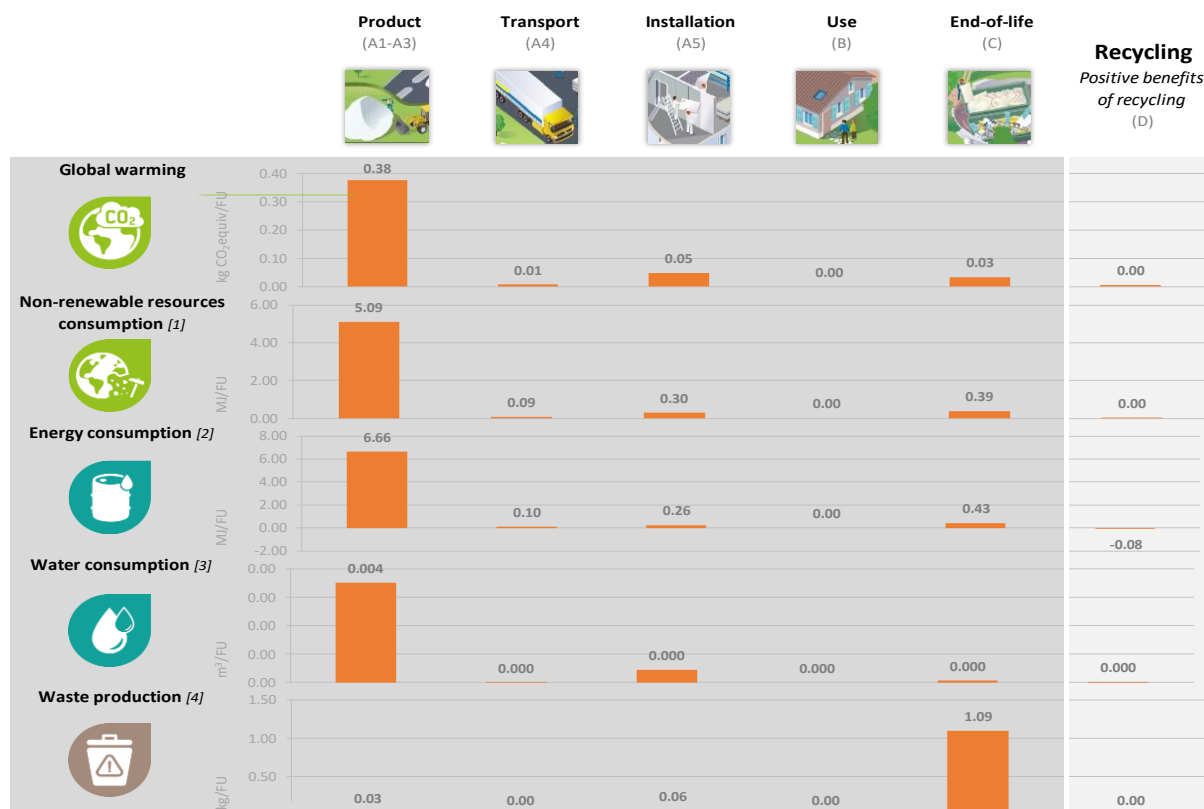 Product
(A1-A3)
Transport
(A4)
Installation
(A5)
Use
(B)
End-of-life
(C)
Recycling
Positive benefits
of recycling
(D)
Global warming
CO₂
kg CO₂equiv/FU
0.40
0.30
0.20
0.10
0.00
0.38
0.01
0.05
0.00
0.03
0.00
Non-renewable resources
consumption [1]
MJ/FU
6.00
4.00
2.00
0.00
5.09
0.09
0.30
0.00
0.39
0.00
Energy consumption [2]
MJ/FU
8.00
6.00
4.00
2.00
0.00
-2.00
6.66
0.10
0.26
0.00
0.43
-0.08
Water consumption [3]
m³/FU
0.00
0.00
0.00
0.00
0.00
0.004
0.000
0.000
0.000
0.000
0.000
Waste production [4]
kg/FU
1.50
1.00
0.50
0.03
0.00
0.06
0.00
1.09
0.00